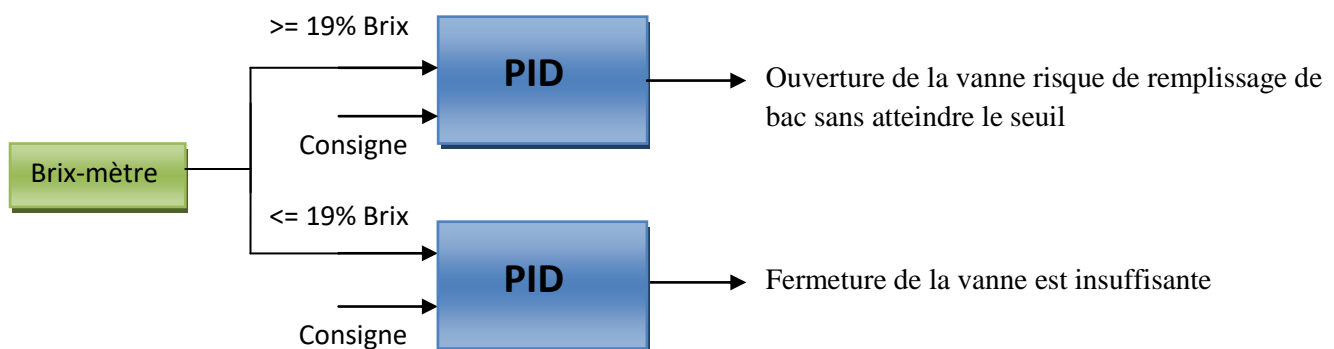 >= 19% Brix
PID
Ouverture de la vanne risque de remplissage de
bac sans atteindre le seuil
Consigne
Brix-mètre
<= 19% Brix
PID
Fermeture de la vanne est insuffisante
Consigne